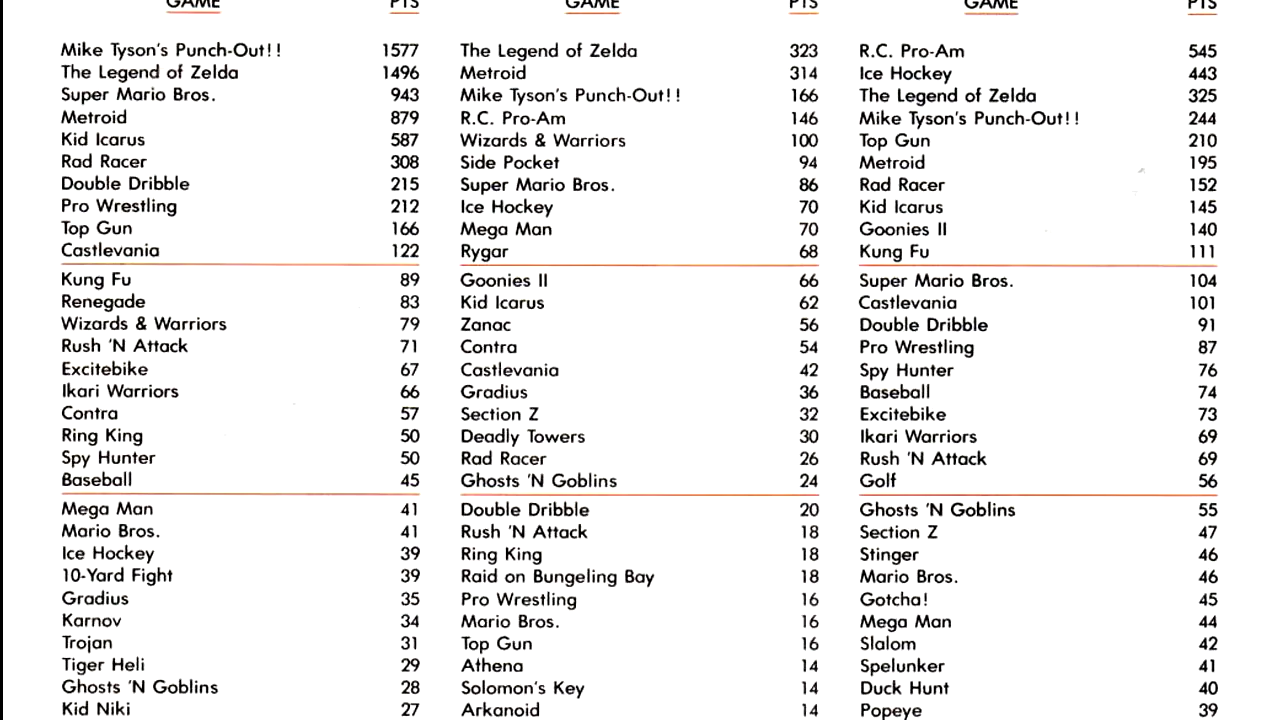 GAME PTS
Mike Tyson's Punch-Out!! 1577
The Legend of Zelda 1496
Super Mario Bros. 943
Metroid 879
Kid Icarus 587
Rad Racer 308
Double Dribble 215
Pro Wrestling 212
Top Gun 166
Castlevania 122
Kung Fu 89
Renegade 83
Wizards & Warriors 79
Rush 'N Attack 71
Excitebike 67
Ikari Warriors 66
Contra 57
Ring King 50
Spy Hunter 50
Baseball 45
Mega Man 41
Mario Bros. 41
Ice Hockey 39
10-Yard Fight 39
Gradius 35
Karnov 34
Trojan 31
Tiger Heli 29
Ghosts 'N Goblins 28
Kid Niki 27
GAME PTS
The Legend of Zelda 323
Metroid 314
Mike Tyson's Punch-Out!! 166
R.C. Pro-Am 146
Wizards & Warriors 100
Side Pocket 94
Super Mario Bros. 86
Ice Hockey 70
Mega Man 70
Rygar 68
Goonies II 66
Kid Icarus 62
Zanac 56
Contra 54
Castlevania 42
Gradius 36
Section Z 32
Deadly Towers 30
Rad Racer 26
Ghosts 'N Goblins 24
Double Dribble 20
Rush 'N Attack 18
Ring King 18
Raid on Bungeling Bay 18
Pro Wrestling 16
Mario Bros. 16
Top Gun 16
Athena 14
Solomon's Key 14
Arkanoid 14
GAME PTS
R.C. Pro-Am 545
Ice Hockey 443
The Legend of Zelda 325
Mike Tyson's Punch-Out!! 244
Top Gun 210
Metroid 195
Rad Racer 152
Kid Icarus 145
Goonies II 140
Kung Fu 111
Super Mario Bros. 104
Castlevania 101
Double Dribble 91
Pro Wrestling 87
Spy Hunter 76
Baseball 74
Excitebike 73
Ikari Warriors 69
Rush 'N Attack 69
Golf 56
Ghosts 'N Goblins 55
Section Z 47
Stinger 46
Mario Bros. 46
Gotcha! 45
Mega Man 44
Slalom 42
Spelunker 41
Duck Hunt 40
Popeye 39